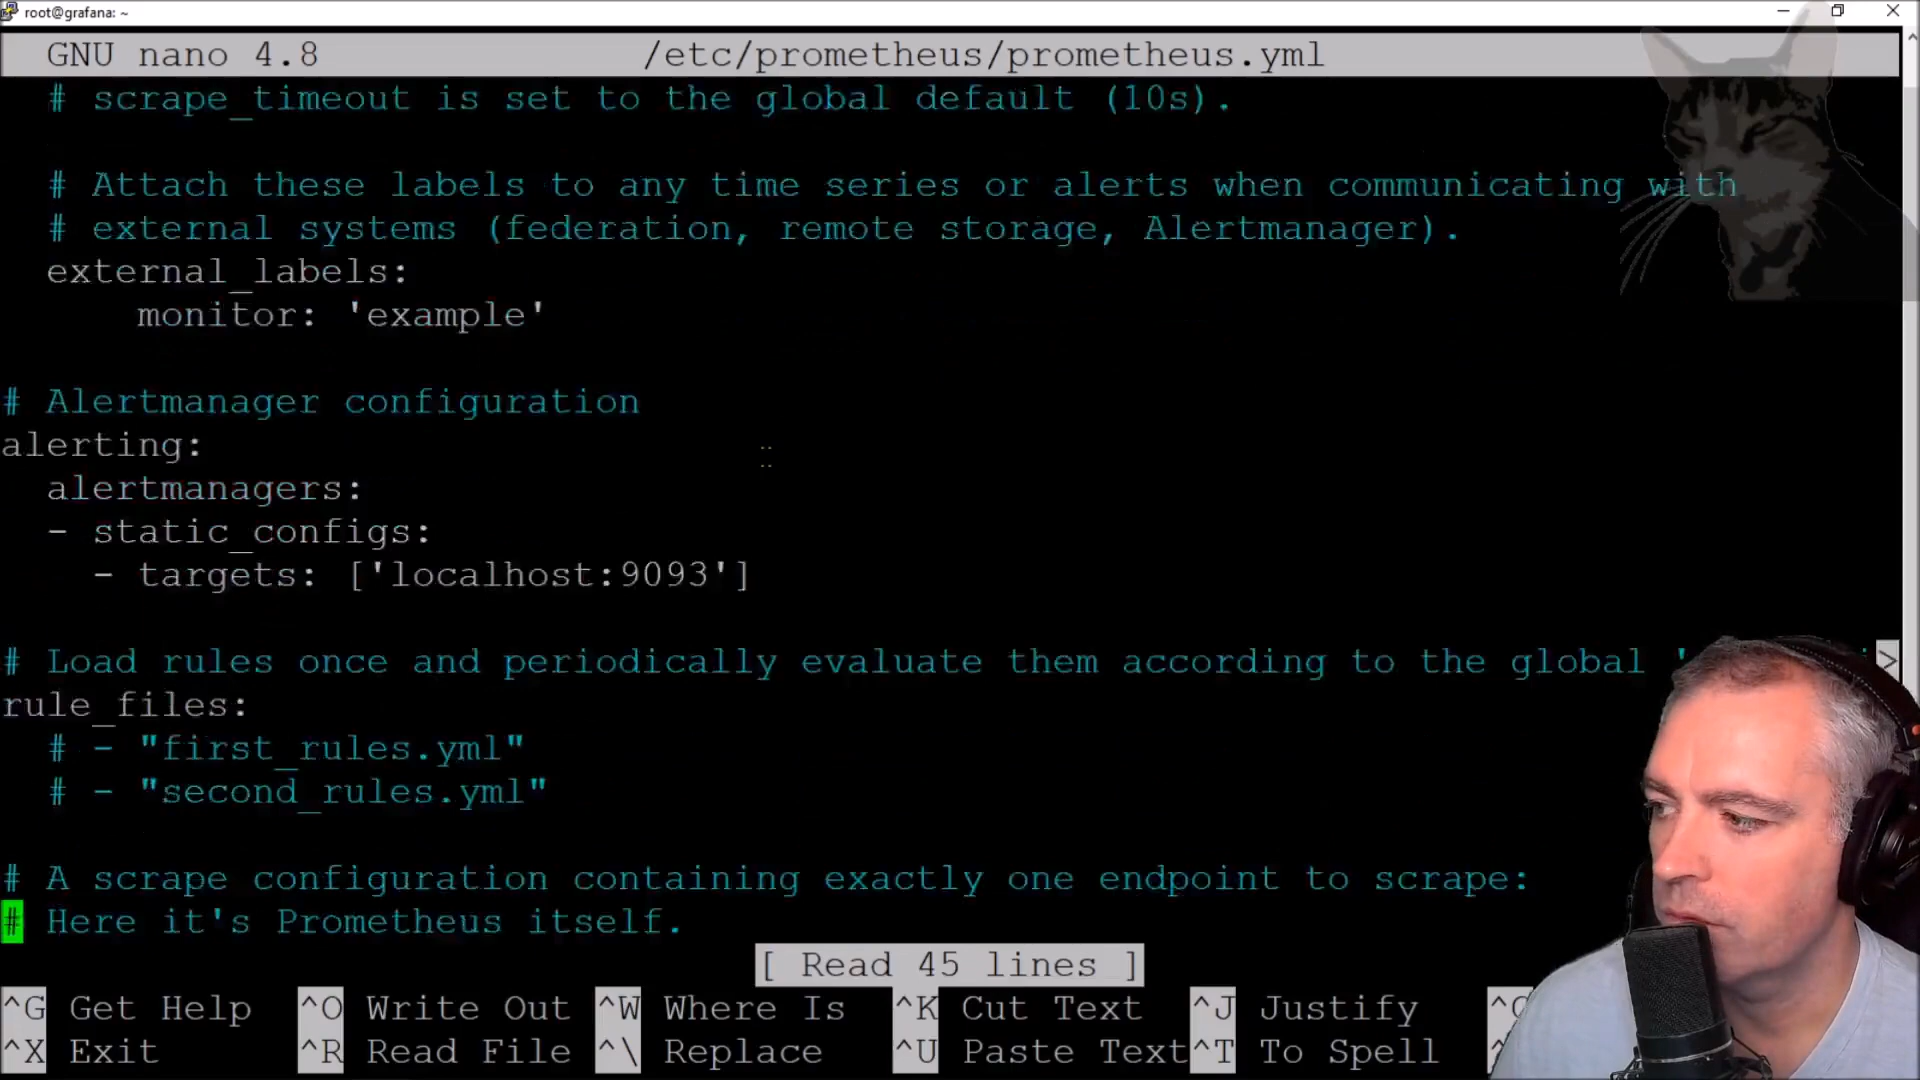 root@grafana: ~
GNU nano 4.8 /etc/prometheus/prometheus.yml
# scrape_timeout is set to the global default (10s).
# Attach these labels to any time series or alerts when communicating with
# external systems (federation, remote storage, Alertmanager).
external_labels:
monitor: 'example'
# Alertmanager configuration
alerting:
alertmanagers:
- static_configs:
- targets: ['localhost:9093']
# Load rules once and periodically evaluate them according to the global '
rule_files:
# - "first_rules.yml"
# - "second_rules.yml"
# A scrape configuration containing exactly one endpoint to scrape:
# Here it's Prometheus itself.
[ Read 45 lines ]
^G Get Help ^O Write Out ^W Where Is ^K Cut Text ^J Justify
^X Exit ^R Read File ^\ Replace ^U Paste Text ^T To Spell